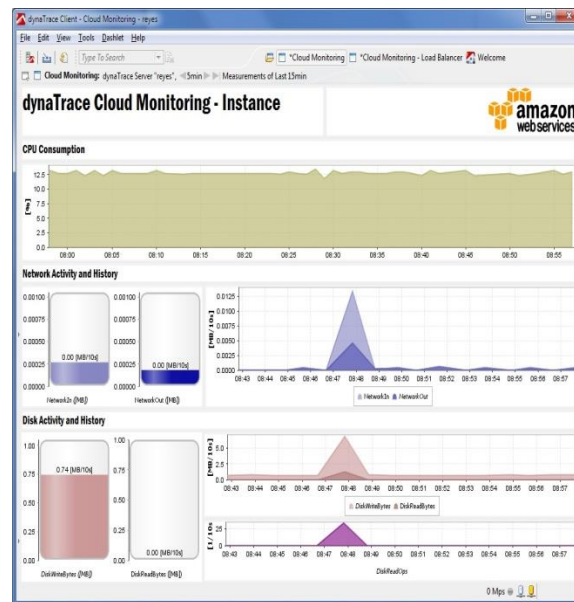 dynaTrace Client - Cloud Monitoring - reyes
File Edit View Tools Dashlet Help
Type To Search
*Cloud Monitoring *Cloud Monitoring - Load Balancer Welcome
Cloud Monitoring: dynaTrace Server "reyes", 5min Measurements of Last 15min
dynaTrace Cloud Monitoring - Instance
amazon
webservices
CPU Consumption
[%]
12.5
10.0
7.5
5.0
2.5
0.0
08:00 08:05 08:10 08:15 08:20 08:25 08:30 08:35 08:40 08:45 08:50 08:55
Network Activity and History
0.00100 0.00100
0.00075 0.00075
0.00050 0.00050
0.00025 0.00025
0.00000 0.00000
0.00 [MB/10s] 0.00 [MB/10s]
NetworkIn ([MB]) NetworkOut ([MB])
[MB/10s]
0.0125
0.0100
0.0075
0.0050
0.0025
0.0000
08:43 08:44 08:45 08:46 08:47 08:48 08:49 08:50 08:51 08:52 08:53 08:54 08:55 08:56 08:57
NetworkIn NetworkOut
Disk Activity and History
1.00 1.00
0.75 0.75
0.50 0.50
0.25 0.25
0.00 0.00
0.74 [MB/10s] 0.00 [MB/10s]
DiskWriteBytes ([MB]) DiskReadBytes ([MB])
[MB/10s]
5.0
2.5
0.0
08:43 08:44 08:45 08:46 08:47 08:48 08:49 08:50 08:51 08:52 08:53 08:54 08:55 08:56 08:57
DiskWriteBytes DiskReadBytes
[1/10s
25
0
08:43 08:44 08:45 08:46 08:47 08:48 08:49 08:50 08:51 08:52 08:53 08:54 08:55 08:56 08:57
DiskReadOps
0 Mps